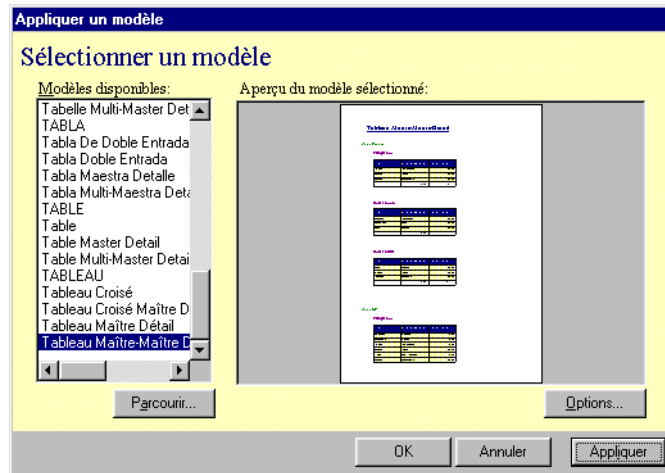 Appliquer un modèle
Sélectionner un modèle
Modèles disponibles:
Aperçu du modèle sélectionné:
Tabelle Multi-Master Det
TABLA
Tabla De Doble Entrada
Tabla Doble Entrada
Tabla Maestra Detalle
Tabla Multi-Maestra Deta
TABLE
Table
Table Master Detail
Table Multi-Master Detai
TABLEAU
Tableau Croisé
Tableau Croisé Maître D
Tableau Maître Détail
Tableau Maître-Maître D
Parcourir...
Options...
OK
Annuler
Appliquer